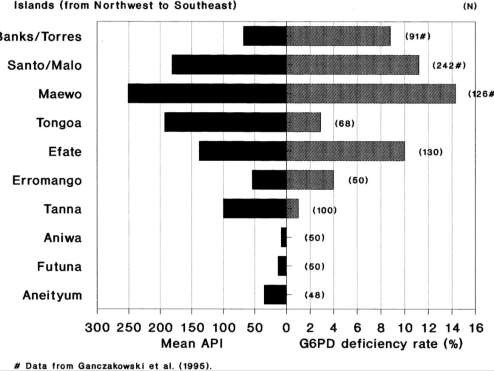 Islands (from Northwest to Southeast) (N)
Banks/Torres (91#)
Santo/Malo (242#)
Maewo (126#
Tongoa (68)
Efate (130)
Erromango (50)
Tanna (100)
Aniwa (50)
Futuna (50)
Aneityum (48)
300 250 200 150 100 50 0 2 4 6 8 10 12 14 16
Mean API G6PD deficiency rate (%)
# Data from Ganczakowski et al. (1995).